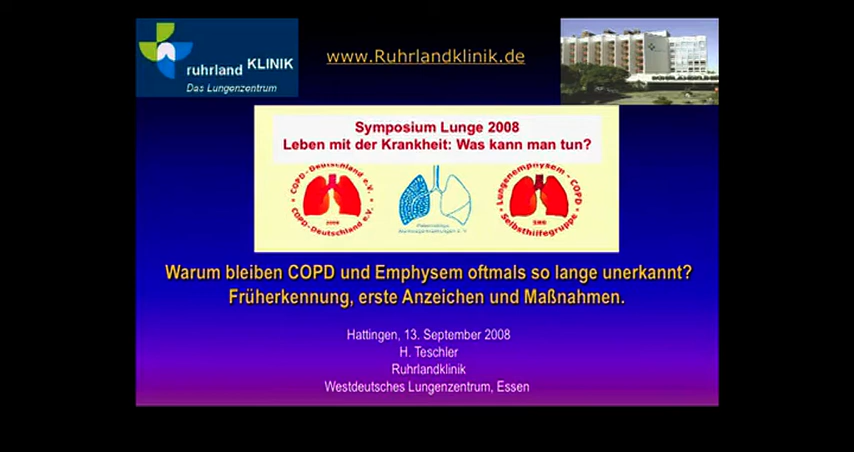 ruhrland KLINIK
Das Lungenzentrum
www.Ruhrlandklinik.de
Symposium Lunge 2008
Leben mit der Krankheit: Was kann man tun?
COPD-Deutschland e.V.
COPD-Deutschland e.V.
Lungenemphysem - COPD
Selbsthilfegruppe
Warum bleiben COPD und Emphysem oftmals so lange unerkannt?
Früherkennung, erste Anzeichen und Maßnahmen.
Hattingen, 13. September 2008
H. Teschler
Ruhrlandklinik
Westdeutsches Lungenzentrum, Essen